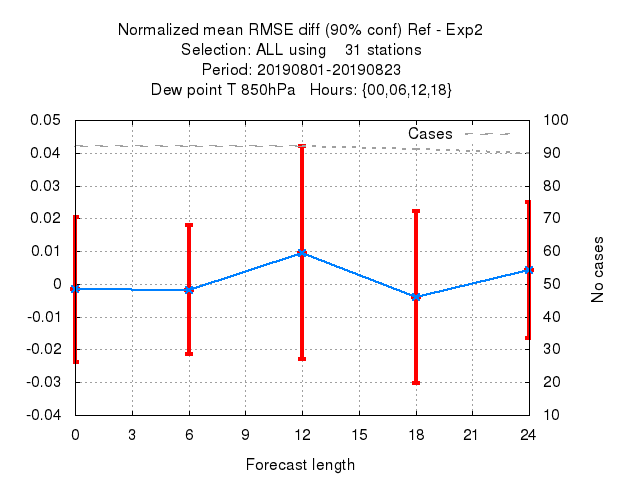 Normalized mean RMSE diff (90% conf) Ref - Exp2
Selection: ALL using    31 stations
Period: 20190801-20190823
Dew point T 850hPa   Hours: {00,06,12,18}
Cases
0.05
0.04
0.03
0.02
0.01
0
-0.01
-0.02
-0.03
-0.04
100
90
80
70
60
50
40
30
20
10
No cases
0 3 6 9 12 15 18 21 24
Forecast length